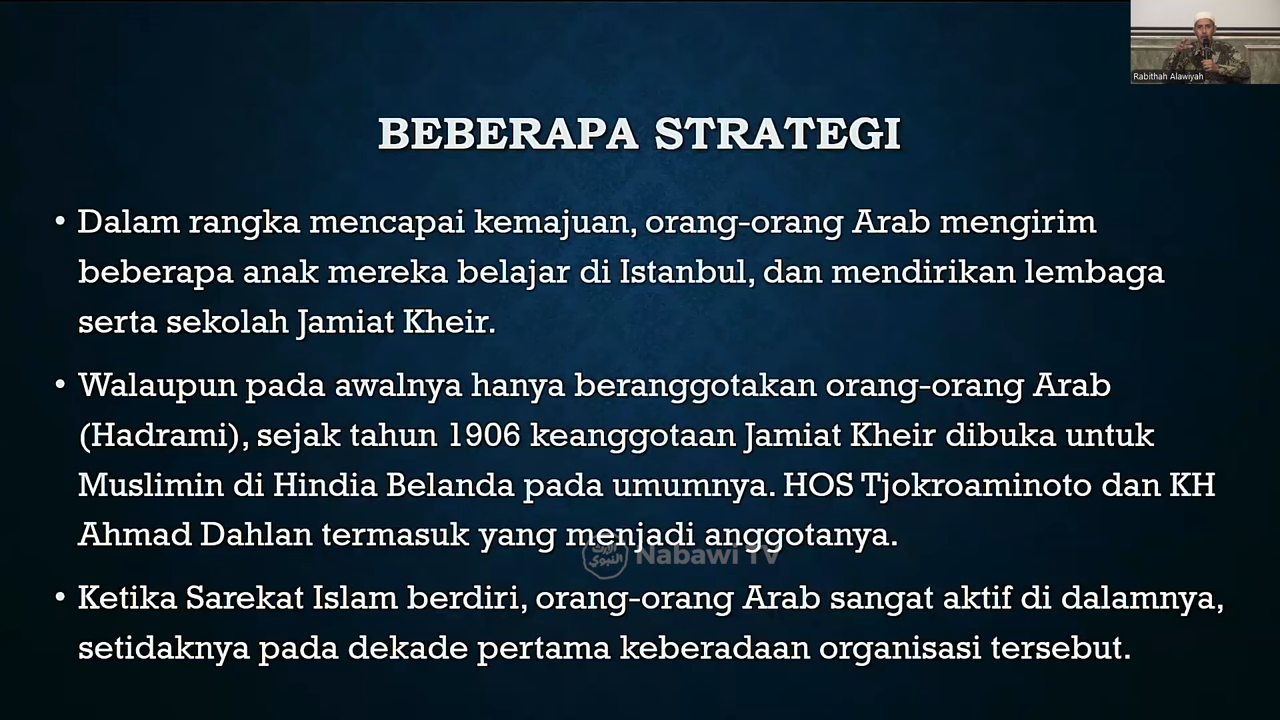 Rabithah Alawiyah
BEBERAPA STRATEGI
• Dalam rangka mencapai kemajuan, orang-orang Arab mengirim
beberapa anak mereka belajar di Istanbul, dan mendirikan lembaga
serta sekolah Jamiat Kheir.
• Walaupun pada awalnya hanya beranggotakan orang-orang Arab
(Hadrami), sejak tahun 1906 keanggotaan Jamiat Kheir dibuka untuk
Muslimin di Hindia Belanda pada umumnya. HOS Tjokroaminoto dan KH
Ahmad Dahlan termasuk yang menjadi anggotanya.
Nabawi TV
• Ketika Sarekat Islam berdiri, orang-orang Arab sangat aktif di dalamnya,
setidaknya pada dekade pertama keberadaan organisasi tersebut.